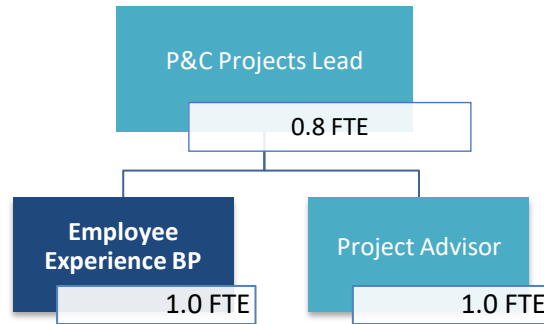 P&C Projects Lead
0.8 FTE
Employee
Experience BP
1.0 FTE
Project Advisor
1.0 FTE